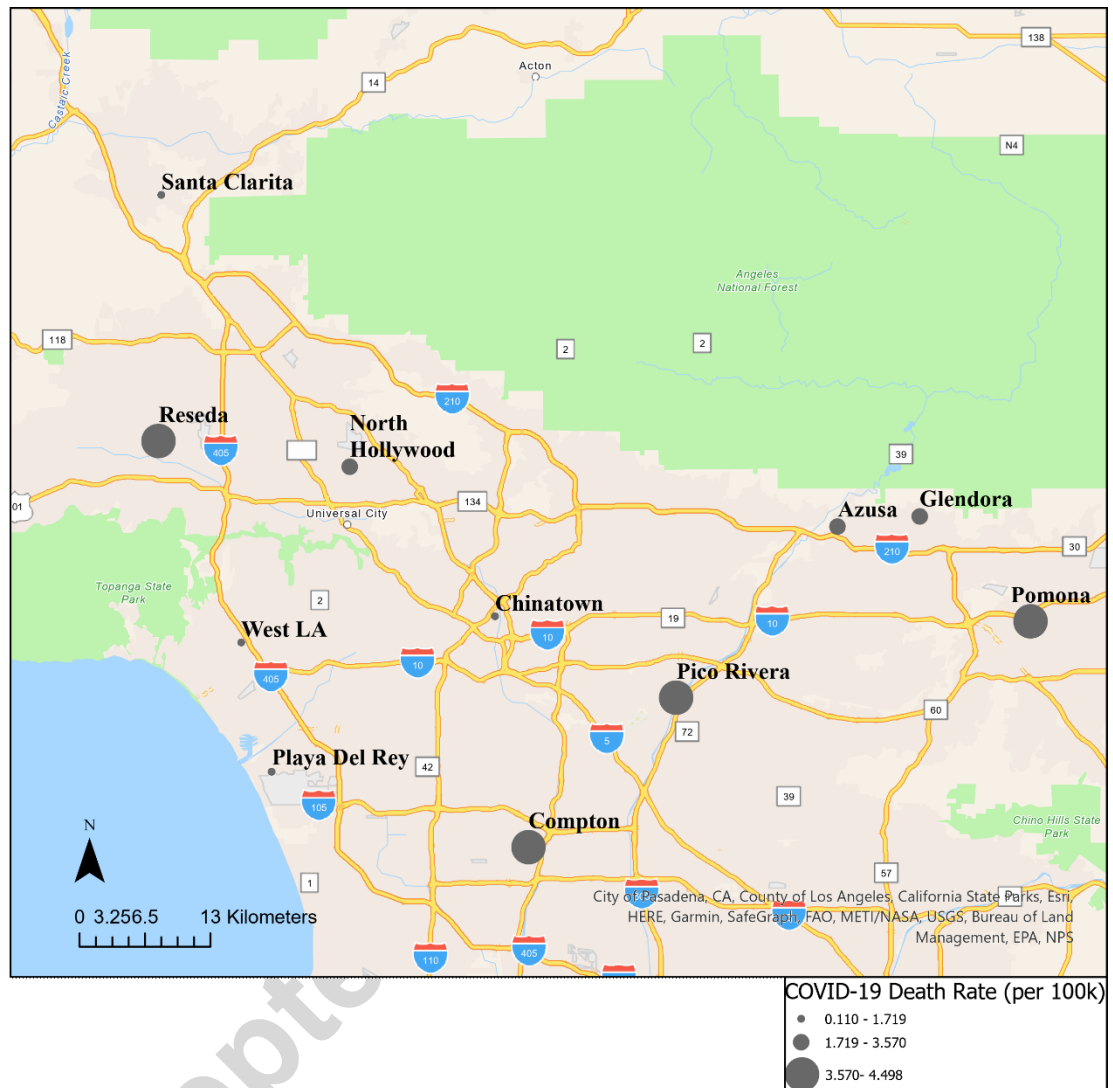 138
Acton
14
Castaic Creek
N4
Santa Clarita
Angeles
National Forest
118
2
2
210
Reseda
North
Hollywood
405
39
01
134
Universal City
Azusa
Glendora
210
30
Topanga State
Park
2
Chinatown
Pomona
West LA
10
19
10
10
405
Pico Rivera
60
5
72
Playa Del Rey
42
105
39
Compton
Chino Hills State
Park
N
1
57
City of Pasadena, CA, County of Los Angeles, California State Parks, Esri,
HERE, Garmin, SafeGraph, FAO, METI/NASA, USGS, Bureau of Land
Management, EPA, NPS
0 3.256.5 13 Kilometers
110
405
COVID-19 Death Rate (per 100k)
0.110 - 1.719
1.719 - 3.570
3.570- 4.498